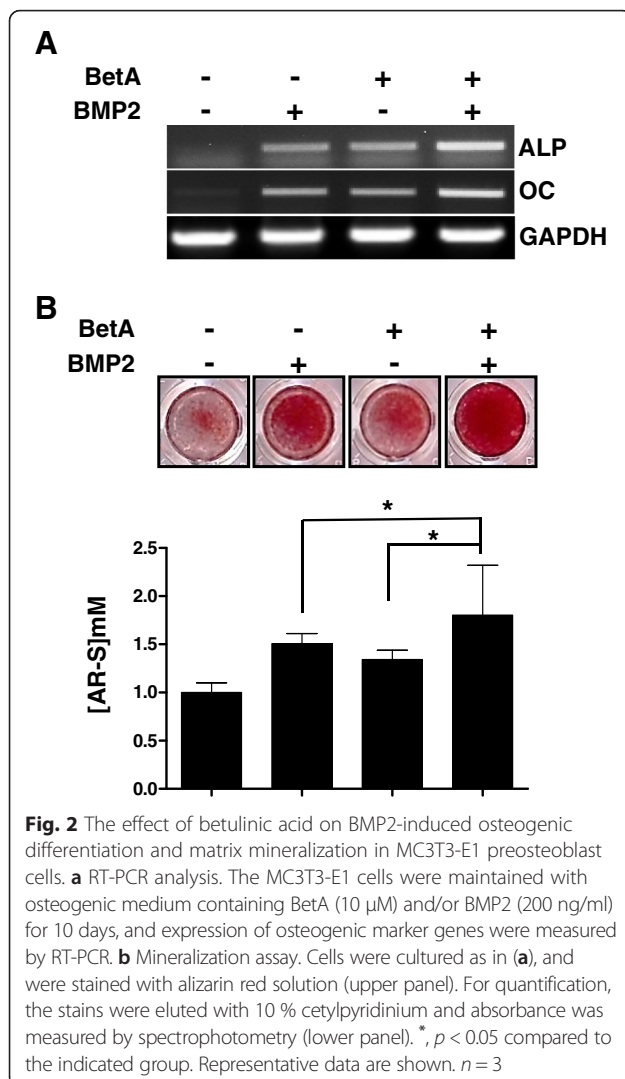 A
BetA - - + +
BMP2 - + - +
ALP
OC
GAPDH
B
BetA - - + +
BMP2 - + - +
* 
*
2.5
2.0
1.5
1.0
0.5
0.0
[AR-S]mM
Fig. 2 The effect of betulinic acid on BMP2-induced osteogenic
differentiation and matrix mineralization in MC3T3-E1 preosteoblast
cells. a RT-PCR analysis. The MC3T3-E1 cells were maintained with
osteogenic medium containing BetA (10 μM) and/or BMP2 (200 ng/ml)
for 10 days, and expression of osteogenic marker genes were measured
by RT-PCR. b Mineralization assay. Cells were cultured as in (a), and
were stained with alizarin red solution (upper panel). For quantification,
the stains were eluted with 10 % cetylpyridinium and absorbance was
measured by spectrophotometry (lower panel). *, p < 0.05 compared to
the indicated group. Representative data are shown. n = 3